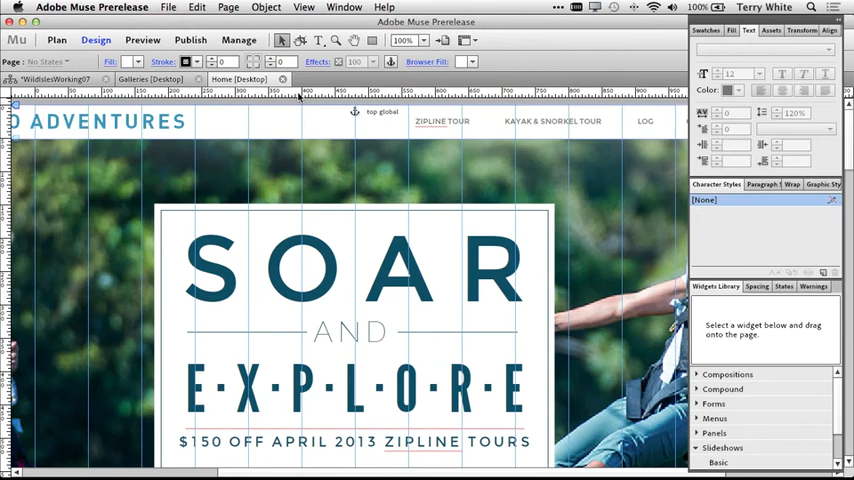 Adobe Muse Prerelease File Edit Page Object View Window Help 100% Terry White
Adobe Muse Prerelease
Mu Plan Design Preview Publish Manage T 100%
Page: No States Fill: Stroke: 0 0 Effects: 100 Browser Fill:
*WildIslesWorking07 Galleries [Desktop] Home [Desktop]
D ADVENTURES
top global
ZIPLINE TOUR KAYAK & SNORKEL TOUR LOG
SOAR
AND
E·X·P·L·O·R·E
$150 OFF APRIL 2013 ZIPLINE TOURS
Swatches Fill Text Assets Transform Align
12 T T T
Color:
0 120%
0
0 0
0 0
Character Styles Paragraph S Wrap Graphic Sty
[None]
Widgets Library Spacing States Warnings
Select a widget below and drag
onto the page.
Compositions
Compound
Forms
Menus
Panels
Slideshows
Basic